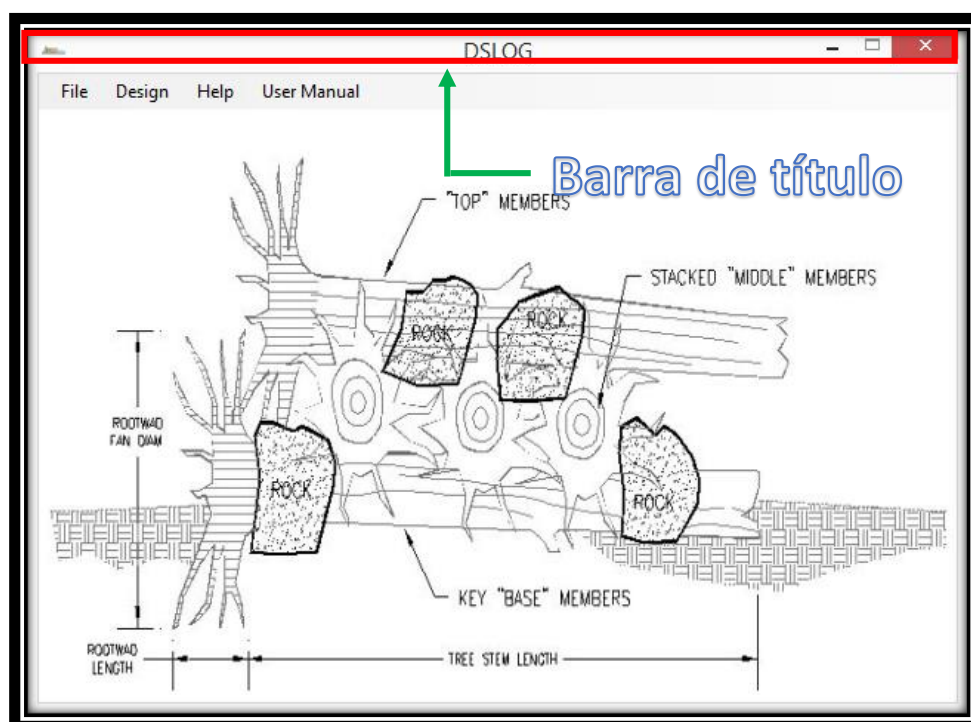 DSLOG
File Design Help User Manual
Barra de título
"TOP" MEMBERS
STACKED "MIDDLE" MEMBERS
ROCK
ROCK
ROOTWAD
FAN DIAM
ROCK
ROCK
KEY "BASE" MEMBERS
ROOTWAD
LENGTH
TREE STEM LENGTH